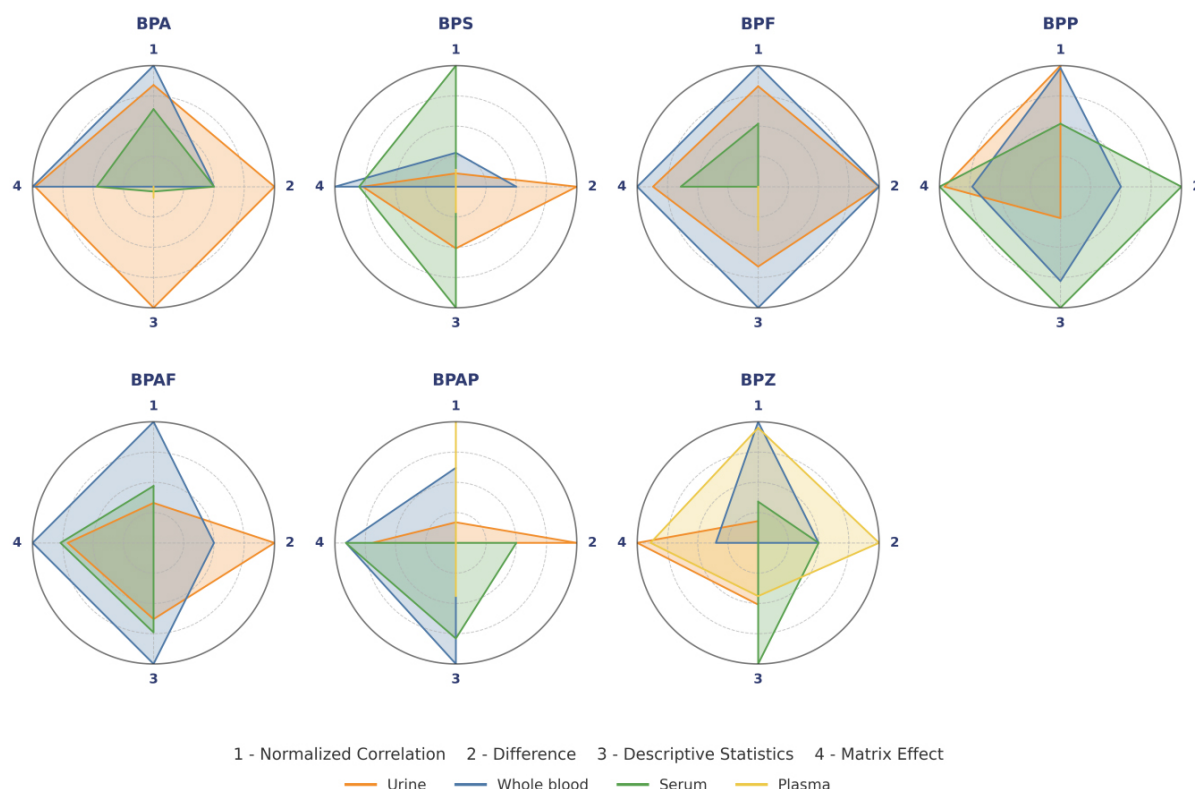 BPA BPS BPF BPP
1 1 1 1
4 2 4 2 4 2 4 2
3 3 3 3
BPAF BPAP BPZ
1 1 1
4 2 4 2 4 2
3 3 3
1 - Normalized Correlation 2 - Difference 3 - Descriptive Statistics 4 - Matrix Effect
Urine Whole blood Serum Plasma